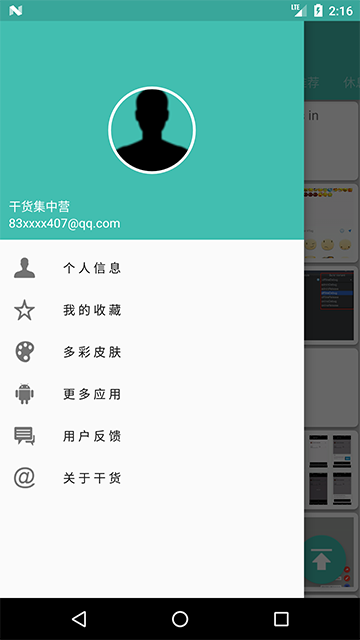 LTE 2:16
荐 休息
in
干货集中营
83xxxx407@qq.com
个人信息
我的收藏
多彩皮肤
更多应用
用户反馈
关于干货